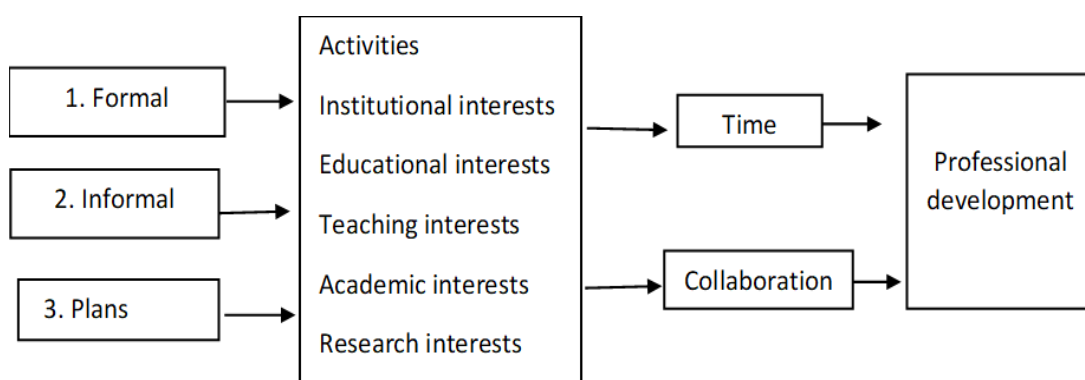 1. Formal
2. Informal
3. Plans
Activities
Institutional interests
Educational interests
Teaching interests
Academic interests
Research interests
Time
Collaboration
Professional
development